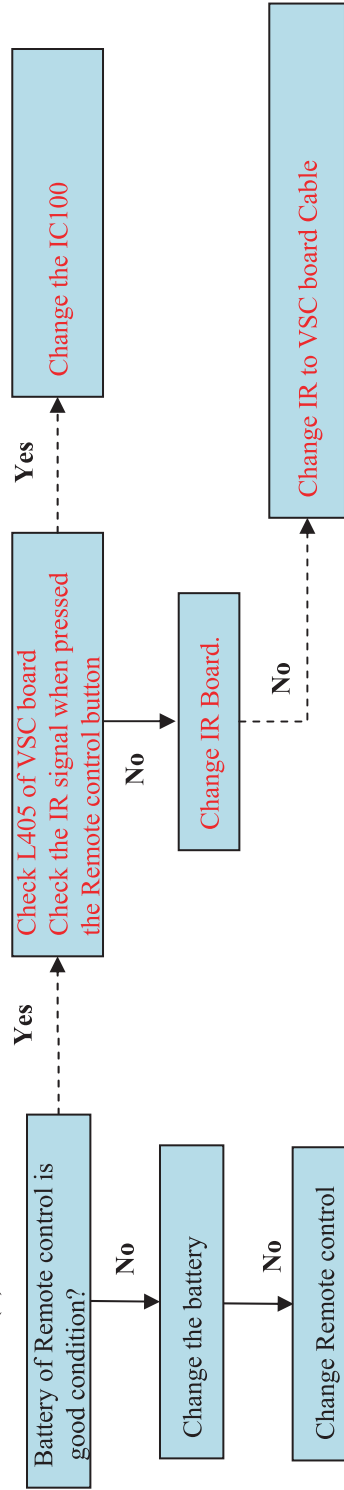 Battery of Remote control is
good condition?
Yes
No
Change the battery
No
Change Remote control
Check L405 of VSC board
Check the IR signal when pressed
the Remote control button
Yes
Change the IC100
No
Change IR Board.
No
Change IR to VSC board Cable